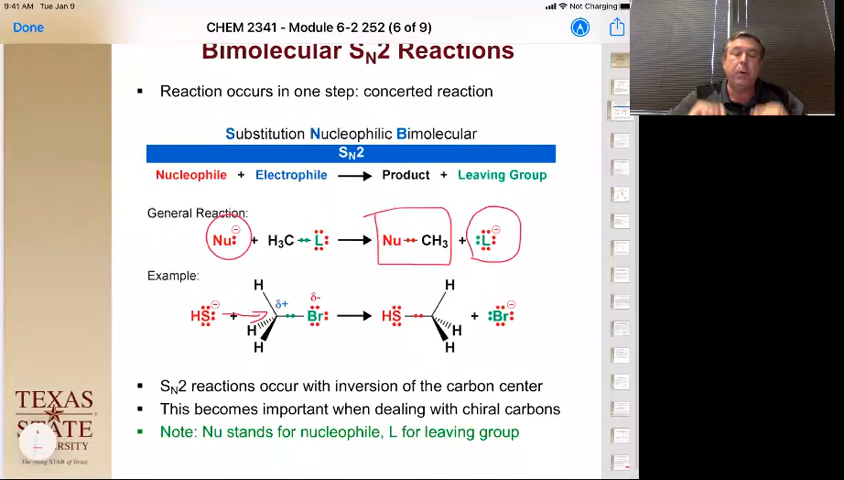 9:41 AM Tue Jan 9
Not Charging
Done
CHEM 2341 - Module 6-2 252 (6 of 9)
Bimolecular SN2 Reactions
▪ Reaction occurs in one step: concerted reaction
Substitution Nucleophilic Bimolecular
SN2
Nucleophile + Electrophile → Product + Leaving Group
General Reaction:
Nu:⊖ + H3C••L → Nu••CH3 + :L:⊖
Example:
H H
δ+ δ-
HS:⊖ + Br: → HS + :Br:⊖
H H
H H
▪ SN2 reactions occur with inversion of the carbon center
▪ This becomes important when dealing with chiral carbons
▪ Note: Nu stands for nucleophile, L for leaving group
TEXAS
STATE
UNIVERSITY
The rising STAR of Texas